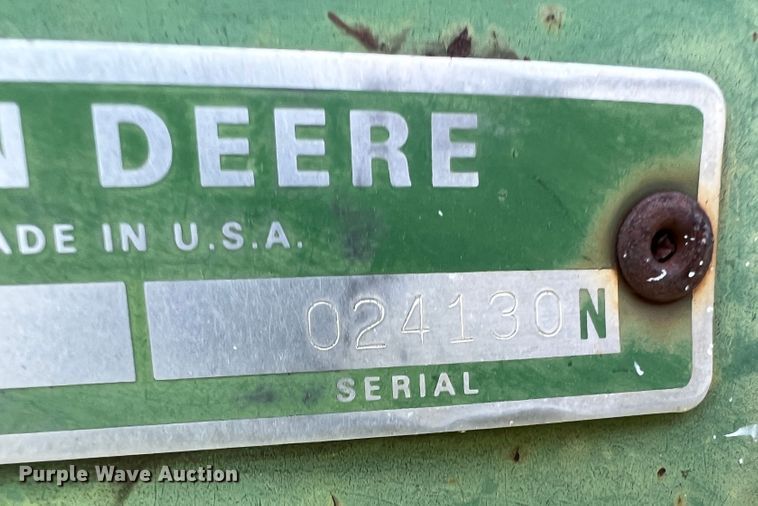 N DEERE
ADE IN U.S.A.
024130N
SERIAL
Purple Wave Auction